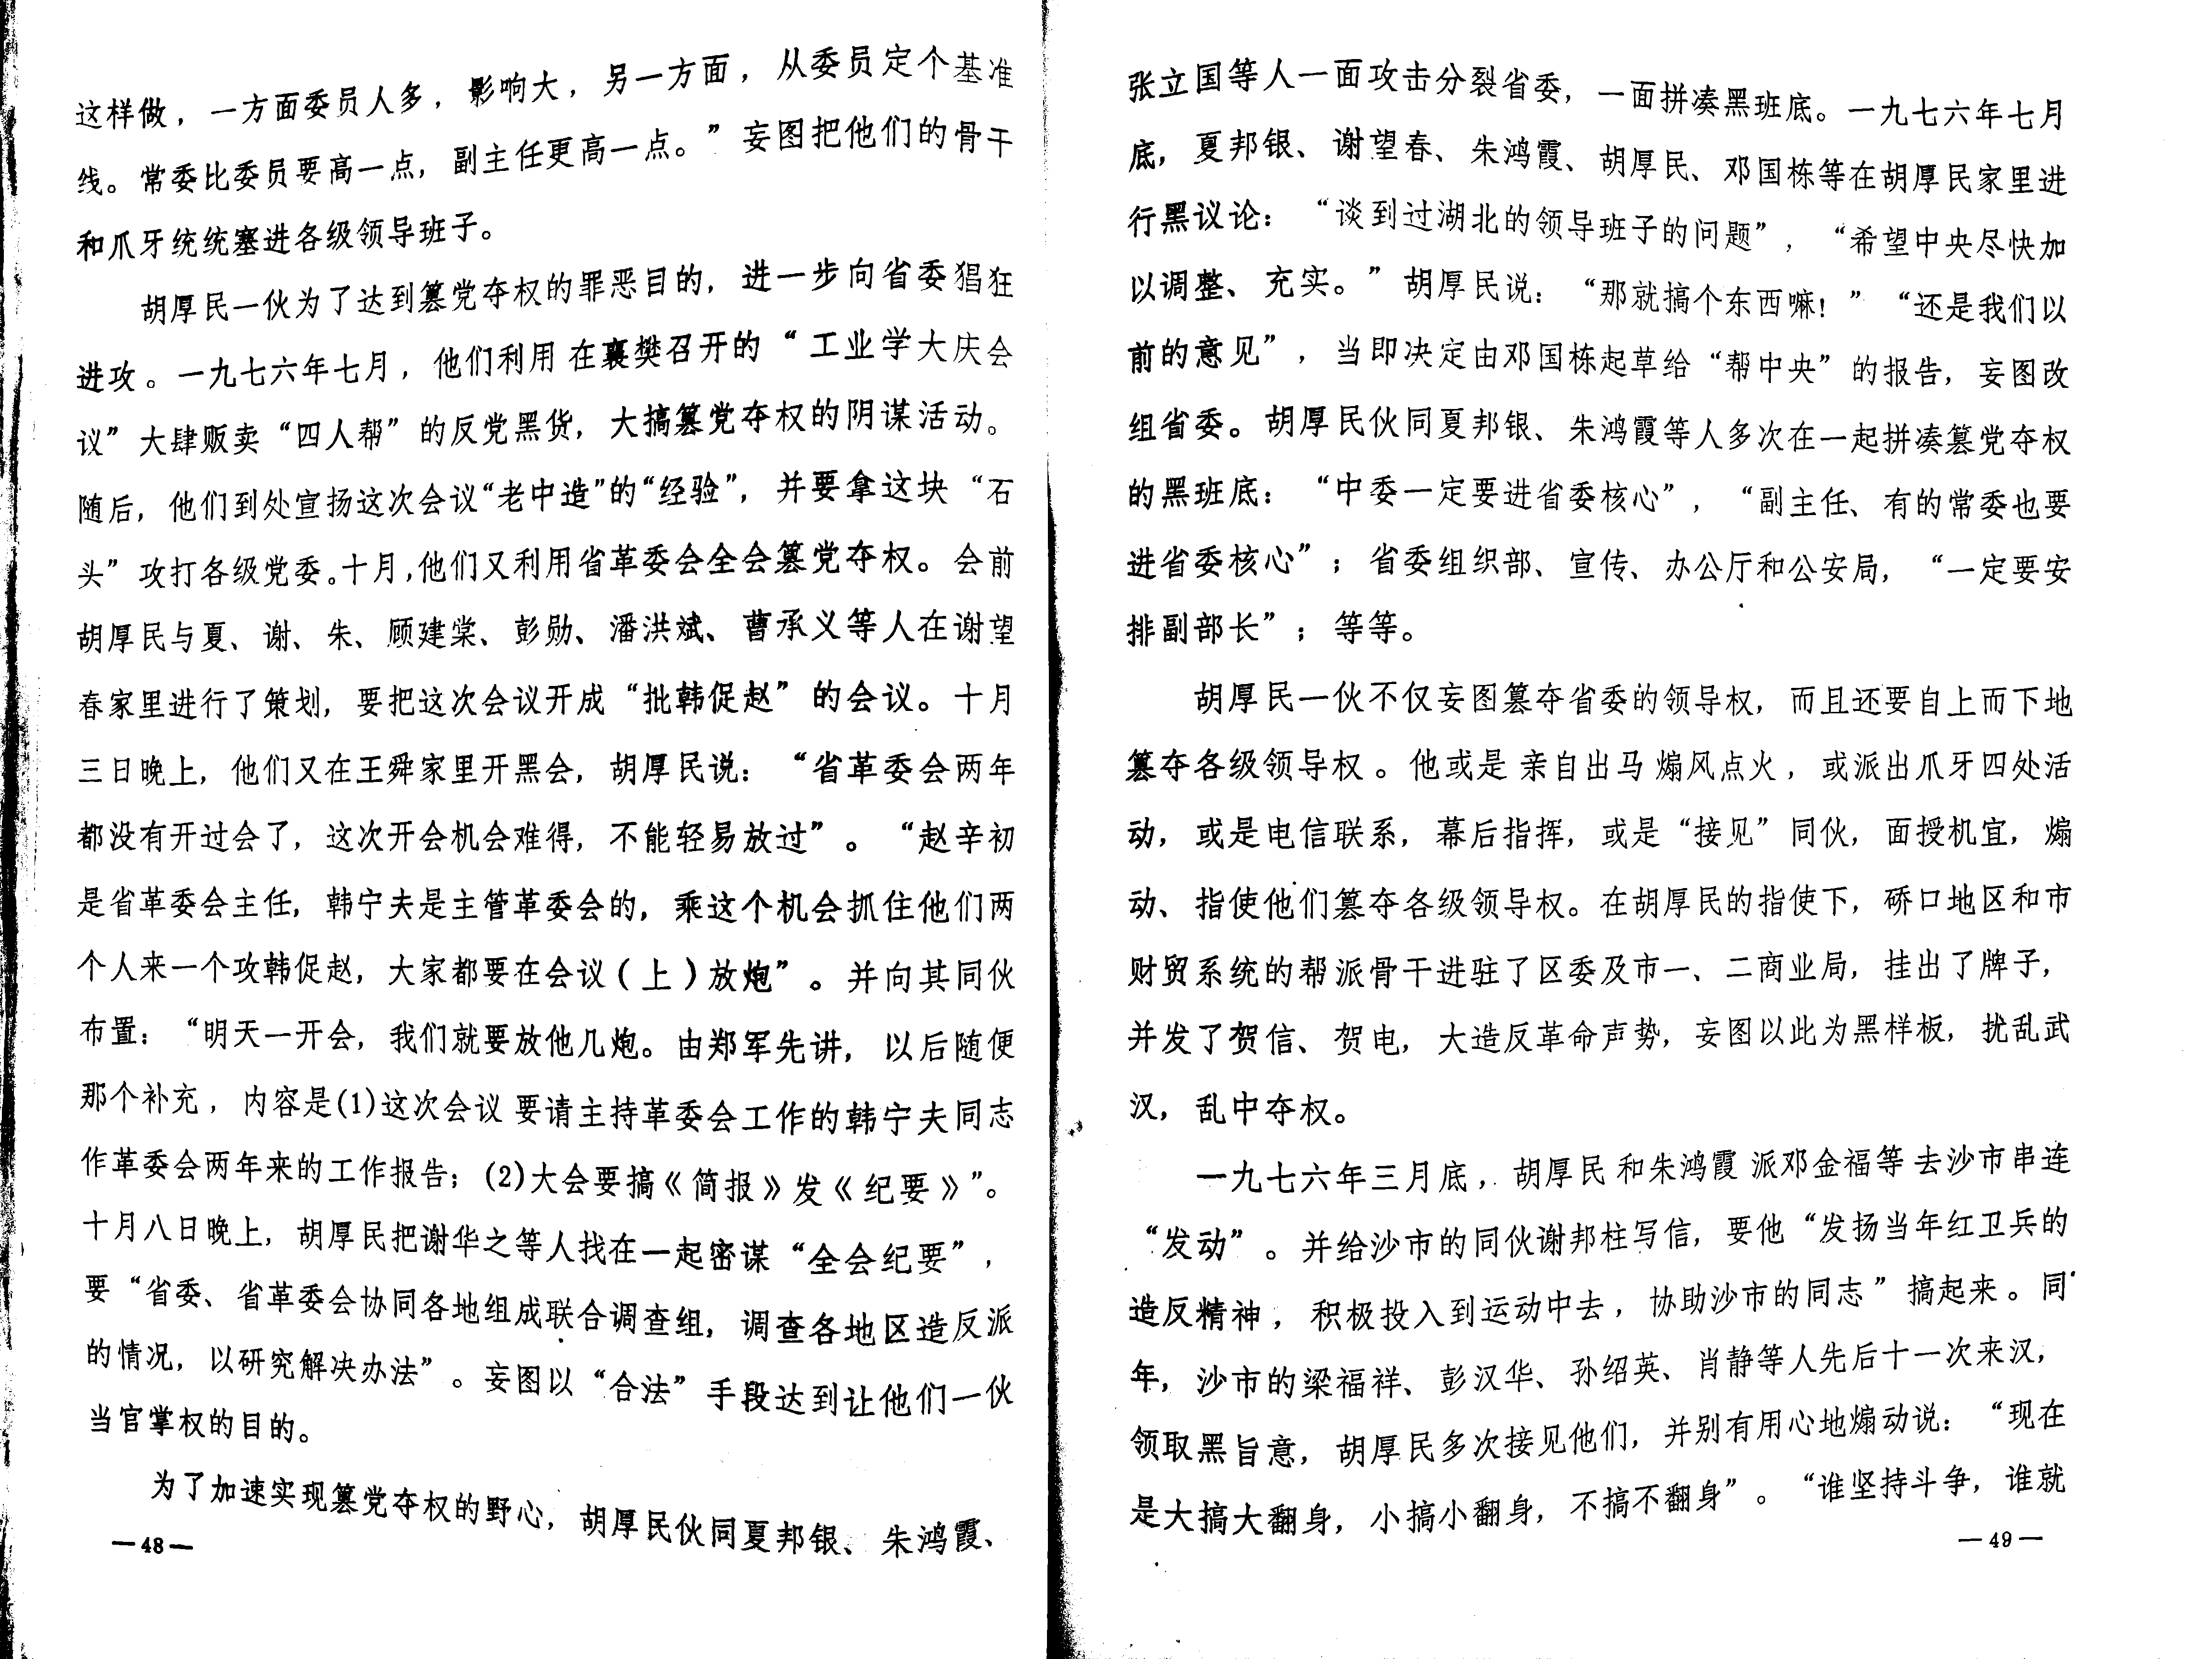 这样做，一方面委员人多，影响大，另一方面，从委员定个基准
线。常委比委员要高一点，副主任更高一点。”妄图把他们的骨干
和爪牙统统塞进各级领导班子。
胡厚民一伙为了达到篡党夺权的罪恶目的，进一步向省委猖狂
进攻。一九七六年七月，他们利用在襄樊召开的“工业学大庆会
议”大肆贩卖“四人帮”的反党黑货，大搞篡党夺权的阴谋活动。
随后，他们到处宣扬这次会议“老中造”的“经验”，并要拿这块“石
头”攻打各级党委。十月，他们又利用省革委会全会篡党夺权。会前
胡厚民与夏、谢、朱、顾建棠、彭勋、潘洪斌、曹承义等人在谢望
春家里进行了策划，要把这次会议开成“批韩促赵”的会议。十月
三日晚上，他们又在王舜家里开黑会，胡厚民说：“省革委会两年
都没有开过会了，这次开会机会难得，不能轻易放过”。“赵辛初
是省革委会主任，韩宁夫是主管革委会的，乘这个机会抓住他们两
个人来一个攻韩促赵，大家都要在会议（上）放炮”。并向其同伙
布置：“明天一开会，我们就要放他几炮。由郑军先讲，以后随便
那个补充，内容是(1)这次会议要请主持革委会工作的韩宁夫同志
作革委会两年来的工作报告；(2)大会要搞《简报》发《纪要》”。
十月八日晚上，胡厚民把谢华之等人找在一起密谋“全会纪要”，
要“省委、省革委会协同各地组成联合调查组，调查各地区造反派
的情况，以研究解决办法”。妄图以“合法”手段达到让他们一伙
当官掌权的目的。
为了加速实现篡党夺权的野心，胡厚民伙同夏邦银、朱鸿霞、
—48—
张立国等人一面攻击分裂省委，一面拼凑黑班底。一九七六年七月
底，夏邦银、谢望春、朱鸿霞、胡厚民、邓国栋等在胡厚民家里进
行黑议论：“谈到过湖北的领导班子的问题”，“希望中央尽快加
以调整、充实。”胡厚民说：“那就搞个东西嘛！”“还是我们以
前的意见”，当即决定由邓国栋起草给“帮中央”的报告，妄图改
组省委。胡厚民伙同夏邦银、朱鸿霞等人多次在一起拼凑篡党夺权
的黑班底：“中委一定要进省委核心”，“副主任、有的常委也要
进省委核心”；省委组织部、宣传、办公厅和公安局，“一定要安
排副部长”；等等。
胡厚民一伙不仅妄图篡夺省委的领导权，而且还要自上而下地
篡夺各级领导权。他或是亲自出马煽风点火，或派出爪牙四处活
动，或是电信联系，幕后指挥，或是“接见”同伙，面授机宜，煽
动、指使他们篡夺各级领导权。在胡厚民的指使下，硚口地区和市
财贸系统的帮派骨干进驻了区委及市一、二商业局，挂出了牌子，
并发了贺信、贺电，大造反革命声势，妄图以此为黑样板，扰乱武
汉，乱中夺权。
一九七六年三月底，胡厚民和朱鸿霞派邓金福等去沙市串连
“发动”。并给沙市的同伙谢邦柱写信，要他“发扬当年红卫兵的
造反精神，积极投入到运动中去，协助沙市的同志”搞起来。同
年，沙市的梁福祥、彭汉华、孙绍英、肖静等人先后十一次来汉，
领取黑旨意，胡厚民多次接见他们，并别有用心地煽动说：“现在
是大搞大翻身，小搞小翻身，不搞不翻身”。“谁坚持斗争，谁就
—49—